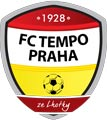 1928
FC TEMPO
PRAHA
ze Lhotky